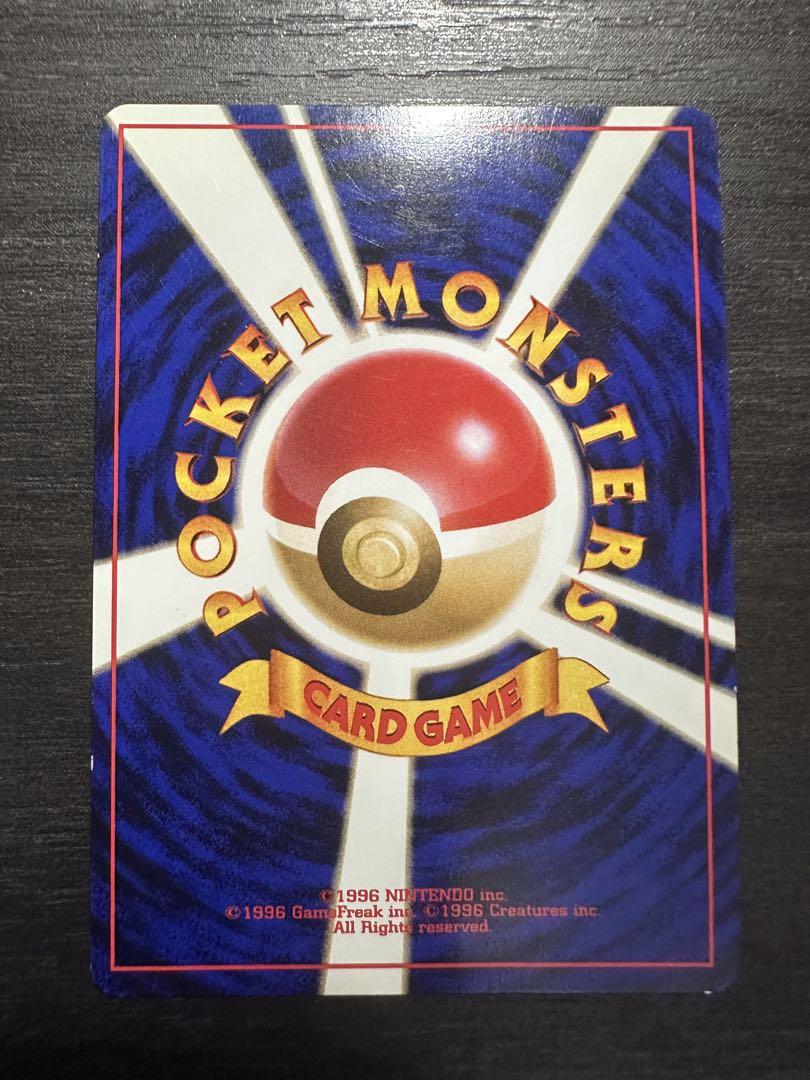 POCKET MONSTERS
CARD GAME
©1996 NINTENDO inc.
©1996 GameFreak inc. ©1996 Creatures inc.
All Rights reserved.